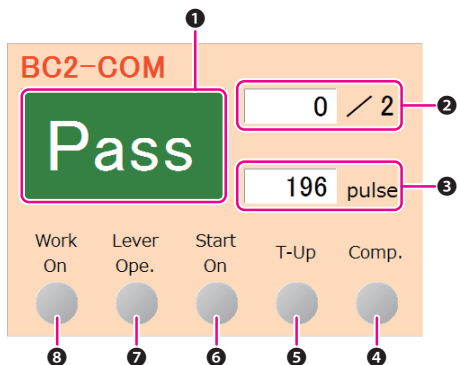 ❶
BC2-COM
Pass
0 ／ 2 ❷
196 pulse ❸
Work On
Lever Ope.
Start On
T-Up
Comp.
❽ ❼ ❻ ❺ ❹